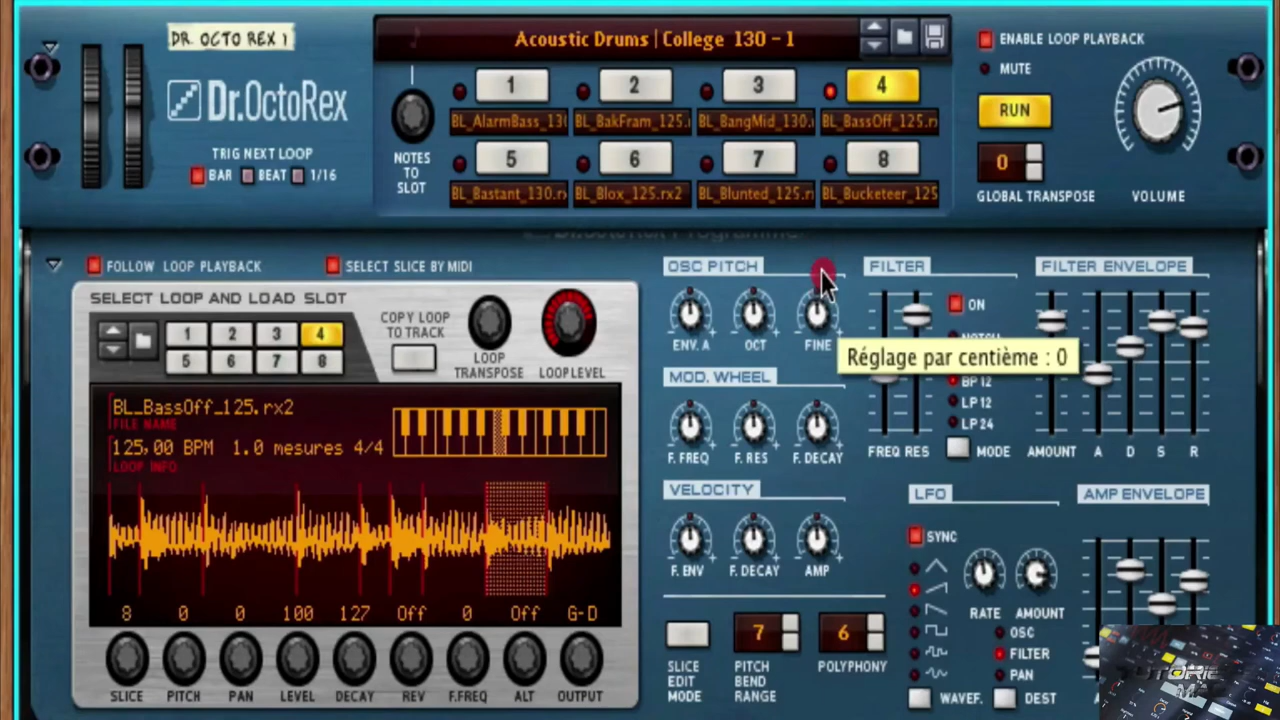 DR. OCTO REX 1
Dr.OctoRex
TRIG NEXT LOOP
BAR BEAT 1/16
Acoustic Drums | College 130 - 1
NOTES
TO
SLOT
1 2 3 4
BL_AlarmBass_130 BL_BakFram_125. BL_BangMid_130. BL_BassOff_125.r
5 6 7 8
BL_Bastant_130.r BL_Blox_125.rx2 BL_Blunted_125.r BL_Bucketeer_125
ENABLE LOOP PLAYBACK
MUTE
RUN
0
GLOBAL TRANSPOSE
VOLUME
FOLLOW LOOP PLAYBACK
SELECT SLICE BY MIDI
SELECT LOOP AND LOAD SLOT
1 2 3 4
5 6 7 8
COPY LOOP
TO TRACK
LOOP
TRANSPOSE
LOOP LEVEL
BL_BassOff_125.rx2
FILE NAME
125,00 BPM 1.0 mesures 4/4
LOOP INFO
8 0 0 100 127 Off 0 Off G-D
SLICE PITCH PAN LEVEL DECAY REV F.FREQ ALT OUTPUT
OSC PITCH
ENV. A OCT FINE
MOD. WHEEL
F. FREQ F. RES F. DECAY
VELOCITY
F. ENV F. DECAY AMP
SLICE
EDIT
MODE
7
PITCH
BEND
RANGE
6
POLYPHONY
FILTER
ON
Réglage par centième : 0
BP 12
LP 12
LP 24
FREQ RES
MODE
FILTER ENVELOPE
AMOUNT A D S R
LFO
SYNC
RATE AMOUNT
OSC
FILTER
PAN
WAVEF. DEST
AMP ENVELOPE